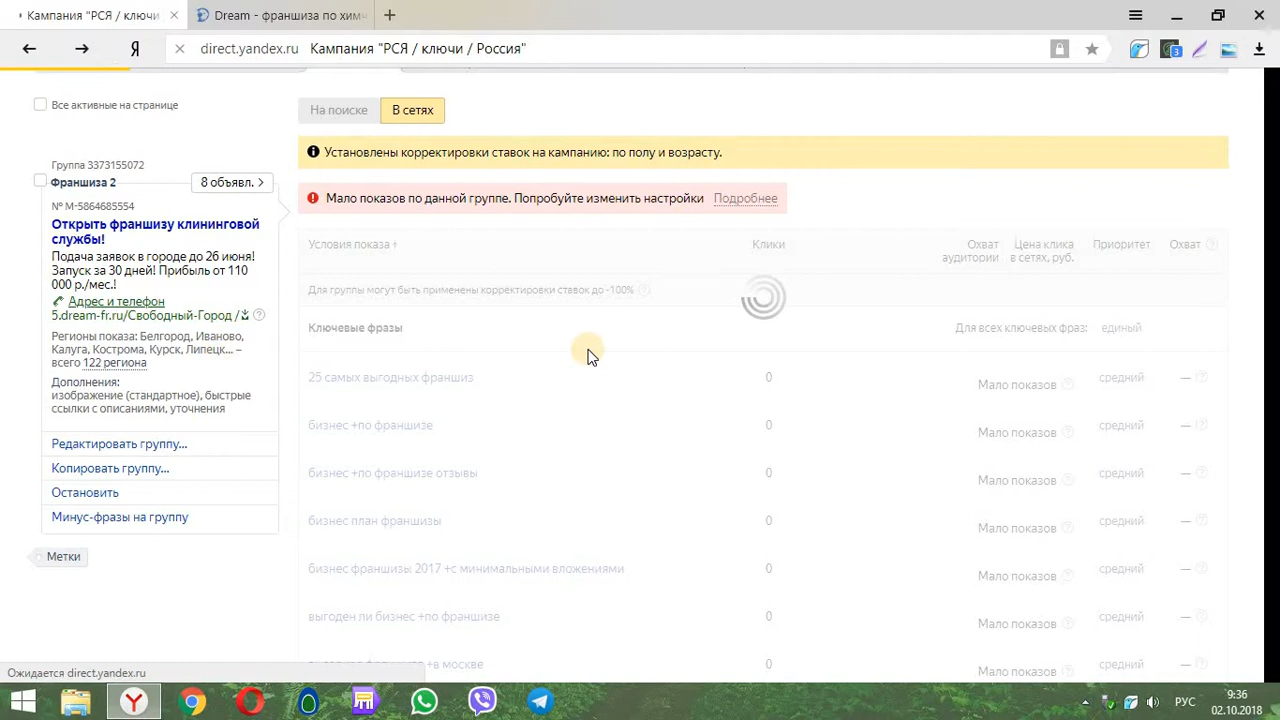 Кампания "РСЯ / ключи
Dream - франшиза по хим
Я
direct.yandex.ru
Кампания "РСЯ / ключи / Россия"
3
Все активные на странице
На поиске
В сетях
Установлены корректировки ставок на кампанию: по полу и возрасту.
Группа 3373155072
Франшиза 2
8 объявл.
Мало показов по данной группе. Попробуйте изменить настройки
Подробнее
№ M-5864685554
Открыть франшизу клининговой
службы!
Подача заявок в городе до 26 июня!
Запуск за 30 дней! Прибыль от 110
000 р./мес.!
Адрес и телефон
5.dream-fr.ru/Свободный-Город /
Регионы показа: Белгород, Иваново,
Калуга, Кострома, Курск, Липецк... –
всего 122 региона
Дополнения:
изображение (стандартное), быстрые
ссылки с описаниями, уточнения
Редактировать группу...
Копировать группу...
Остановить
Минус-фразы на группу
Метки
Условия показа ↑
Клики
Охват
аудитории
Цена клика
в сетях, руб.
Приоритет
Охват
Для группы могут быть применены корректировки ставок до -100%
Ключевые фразы
Для всех ключевых фраз:
единый
25 самых выгодных франшиз
0
Мало показов
средний
—
бизнес +по франшизе
0
Мало показов
средний
—
бизнес +по франшизе отзывы
0
Мало показов
средний
—
бизнес план франшизы
0
Мало показов
средний
—
бизнес франшизы 2017 +с минимальными вложениями
0
Мало показов
средний
—
выгоден ли бизнес +по франшизе
0
Мало показов
средний
—
+в москве
0
Мало показов
средний
—
Ожидается direct.yandex.ru
РУС
9:36
02.10.2018